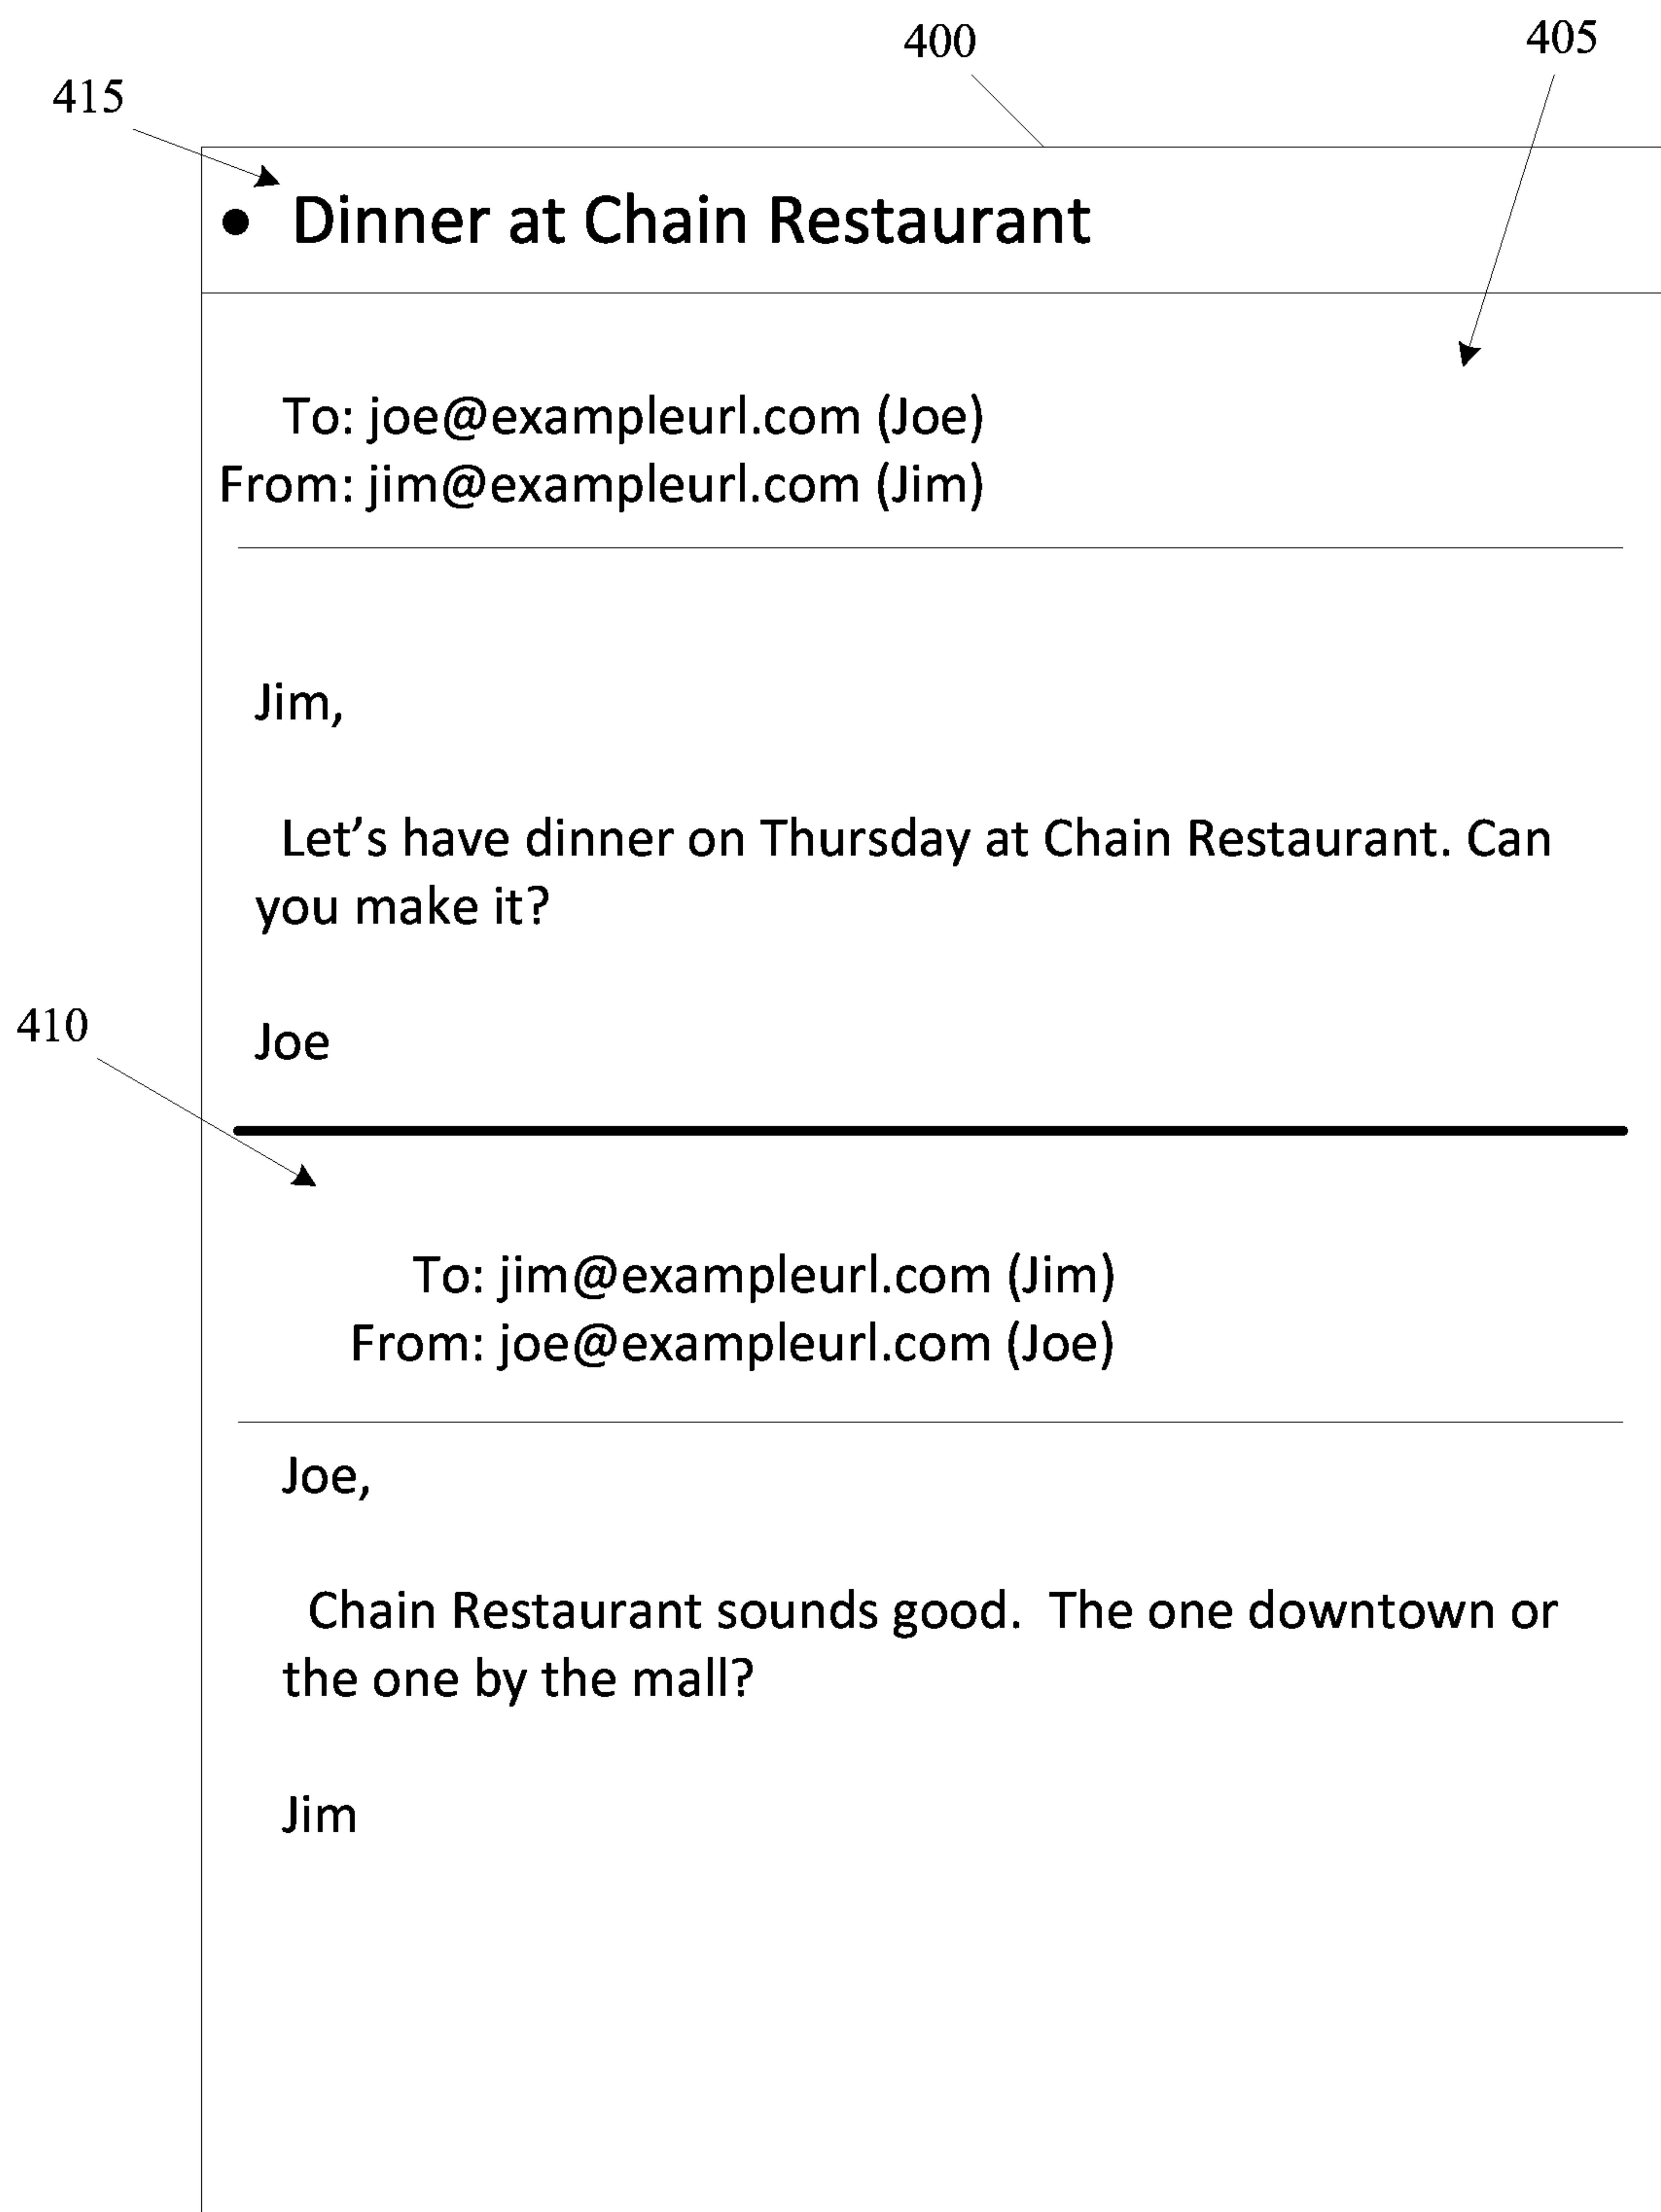 400
405
415
• Dinner at Chain Restaurant
To: joe@exampleurl.com (Joe)
From: jim@exampleurl.com (Jim)
Jim,
Let’s have dinner on Thursday at Chain Restaurant. Can
you make it?
410
Joe
To: jim@exampleurl.com (Jim)
From: joe@exampleurl.com (Joe)
Joe,
Chain Restaurant sounds good.  The one downtown or
the one by the mall?
Jim